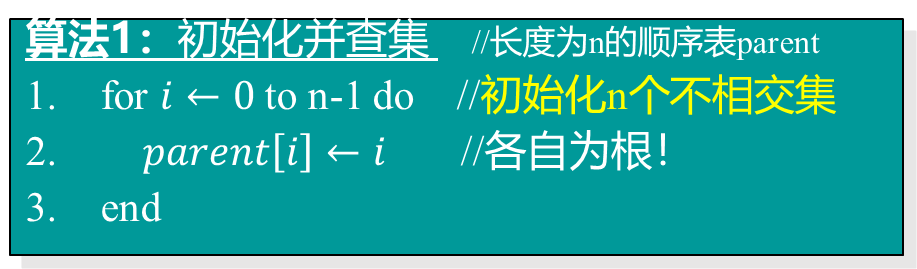 算法1：初始化并查集 //长度为n的顺序表parent
1. for 𝑖 ← 0 to n-1 do //初始化n个不相交集
2. 𝑝𝑎𝑟𝑒𝑛𝑡[𝑖] ← 𝑖 //各自为根！
3. end